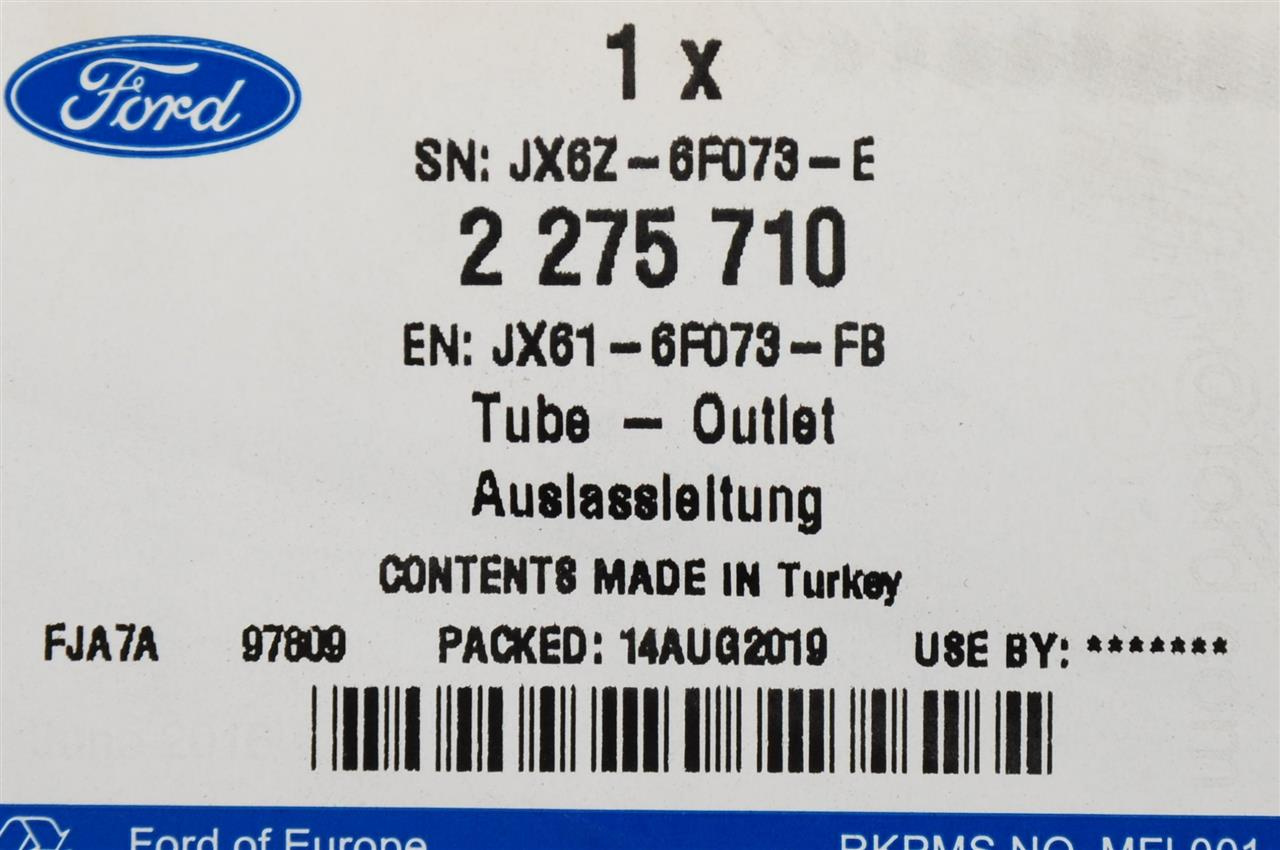 Ford
1 x
SN: JX6Z-6F073-E
2 275 710
EN: JX61-6F073-FB
Tube - Outlet
Auslassleitung
CONTENTS MADE IN Turkey
FJA7A 97809 PACKED: 14AUG2019 USE BY: *******
Ford of Europe